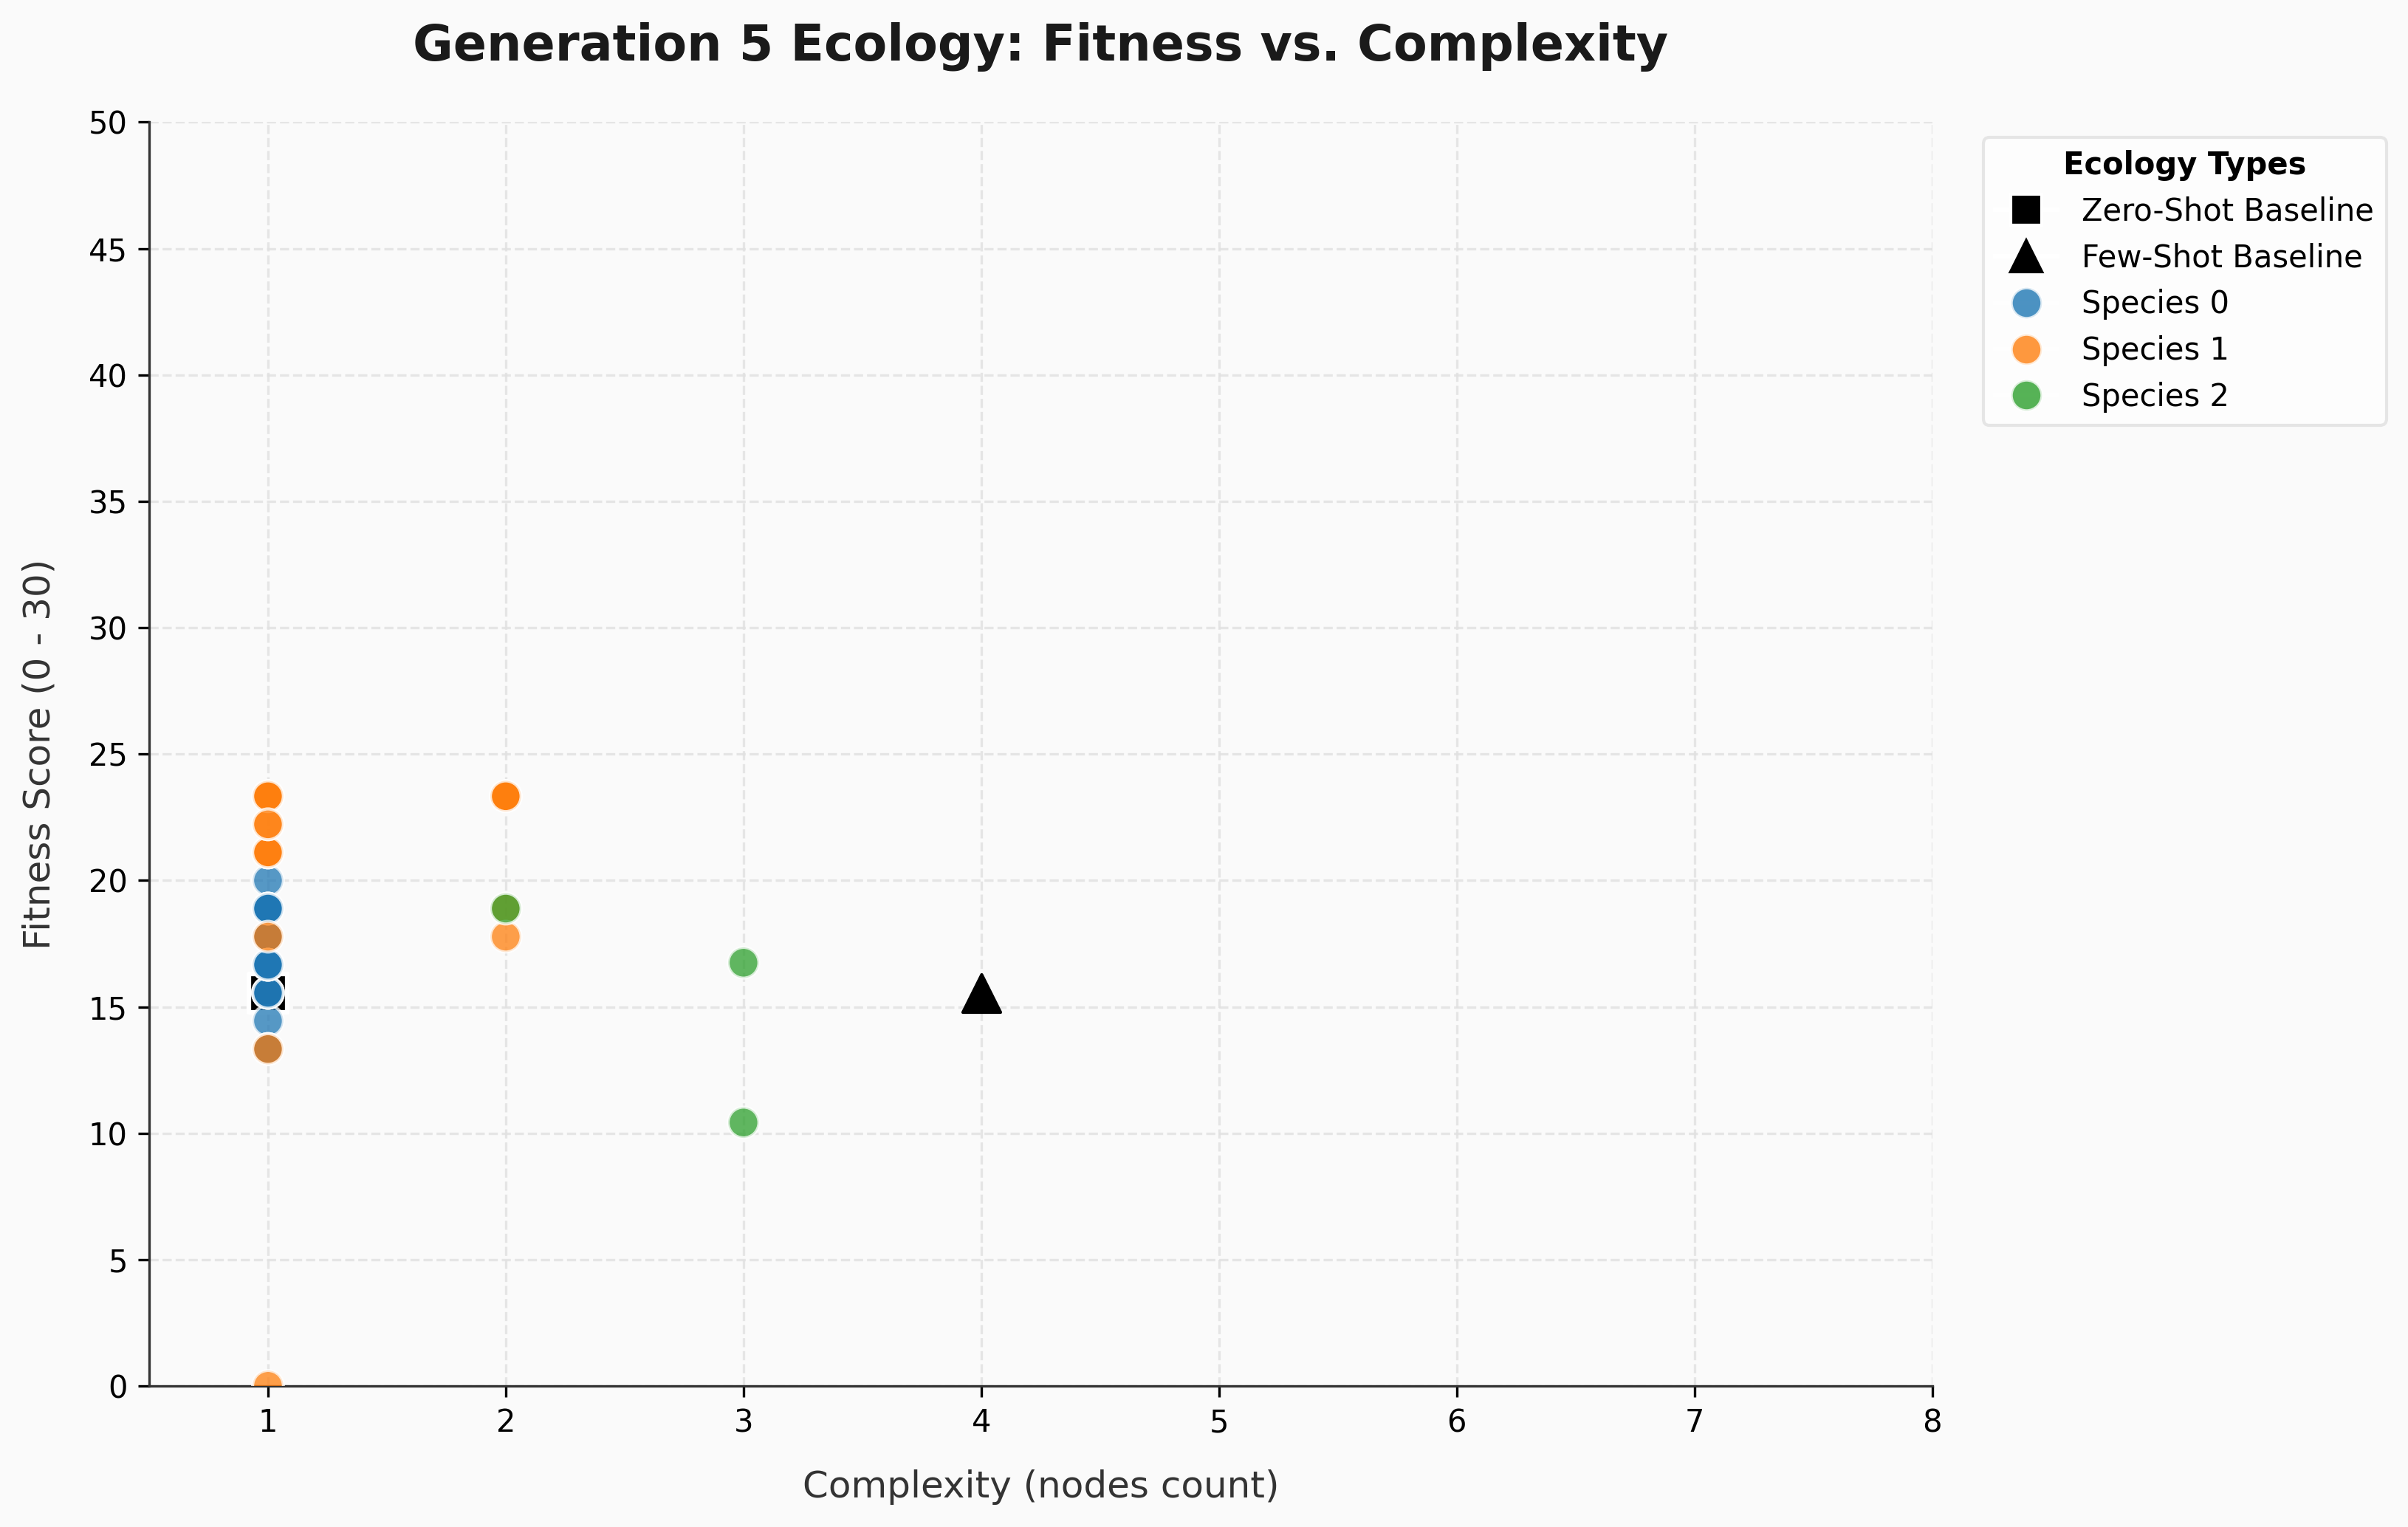 Generation 5 Ecology: Fitness vs. Complexity
50
45
40
35
30
25
20
15
10
5
0
Fitness Score (0 - 30)
1 2 3 4 5 6 7 8
Complexity (nodes count)
Ecology Types
Zero-Shot Baseline
Few-Shot Baseline
Species 0
Species 1
Species 2